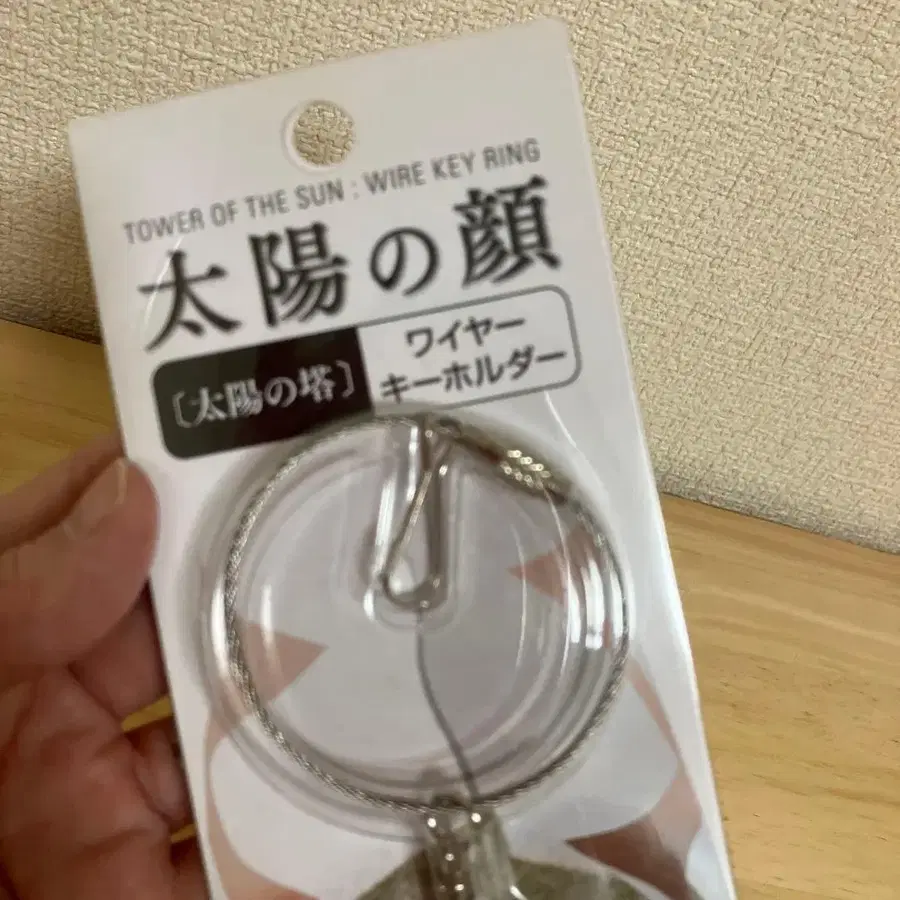 TOWER OF THE SUN : WIRE KEY RING
太陽の顔
〔太陽の塔〕
ワイヤー
キーホルダー